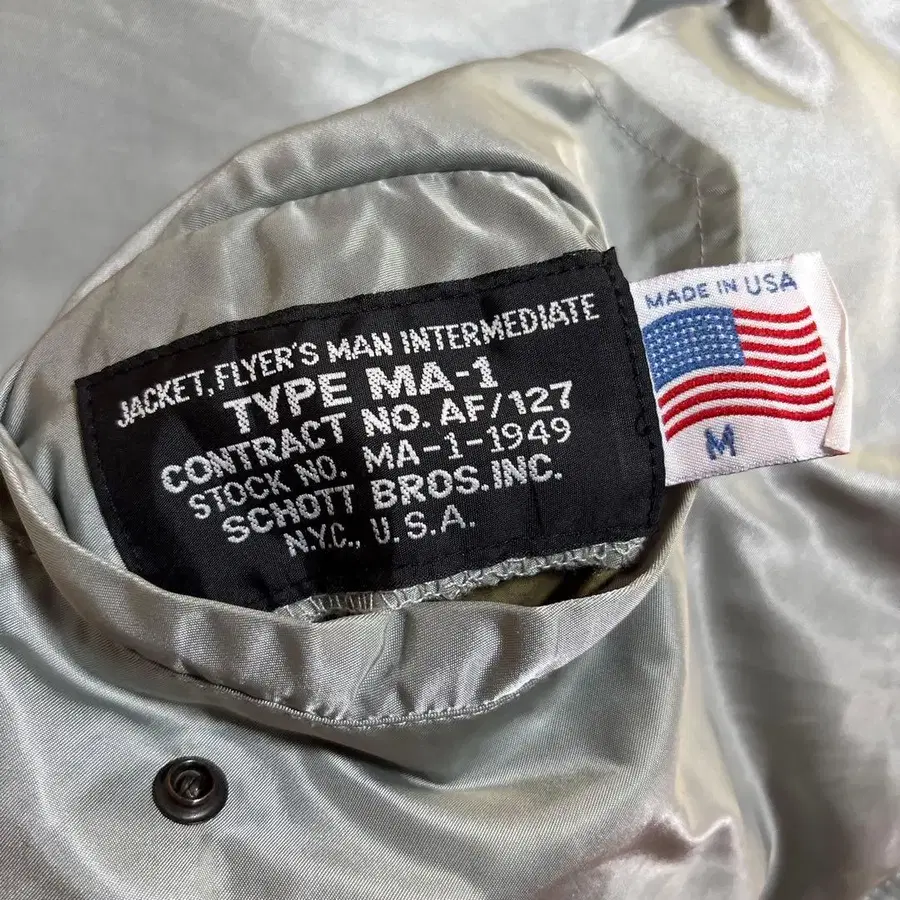 JACKET, FLYER'S MAN INTERMEDIATE
TYPE MA-1
CONTRACT NO. AF/127
STOCK NO. MA-1-1949
SCHOTT BROS. INC.
N.Y.C., U.S.A.
MADE IN USA
M